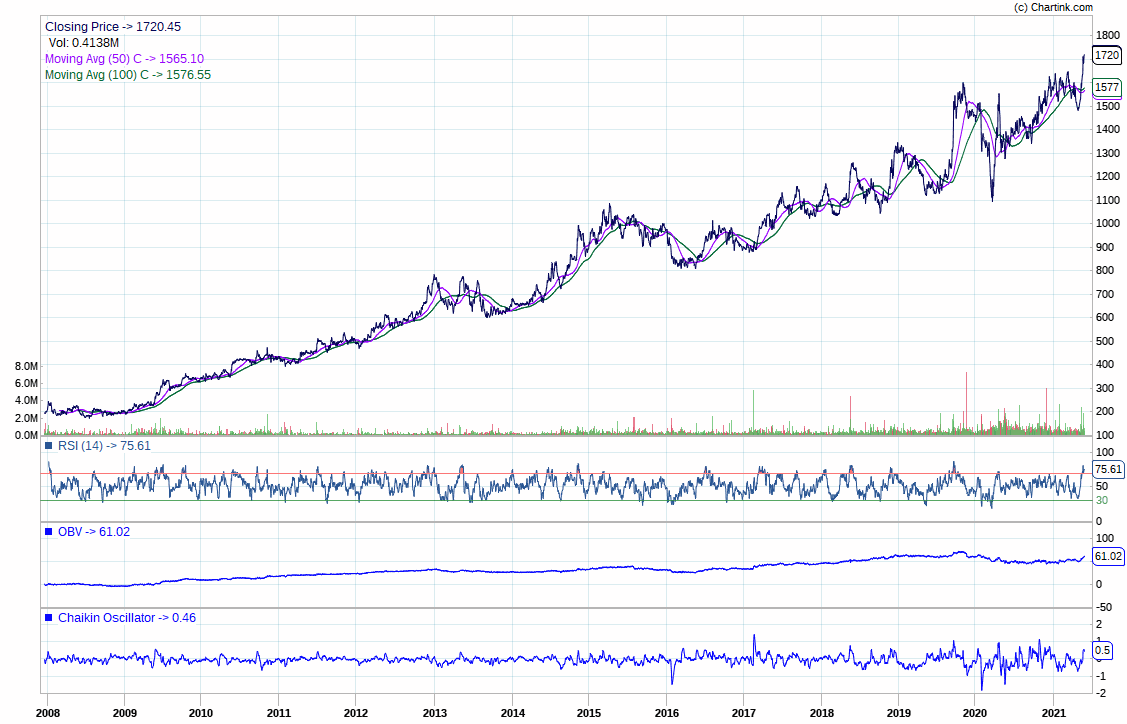 (c) Chartink.com
Closing Price -> 1720.45
Vol: 0.4138M
Moving Avg (50) C -> 1565.10
Moving Avg (100) C -> 1576.55
1800
1720
1577
1500
1400
1300
1200
1100
1000
900
800
700
600
500
400
300
200
100
8.0M
6.0M
4.0M
2.0M
0.0M
RSI (14) -> 75.61
100
75.61
50
30
0
OBV -> 61.02
100
61.02
0
-50
Chaikin Oscillator -> 0.46
2
1
0.5
-1
-2
2008 2009 2010 2011 2012 2013 2014 2015 2016 2017 2018 2019 2020 2021